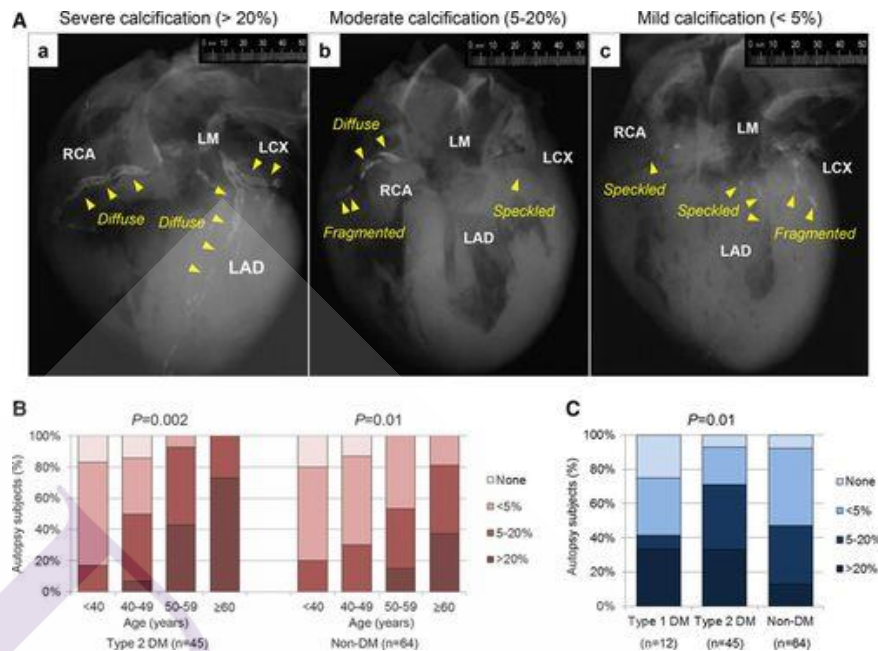 A
Severe calcification (> 20%)
Moderate calcification (5-20%)
Mild calcification (< 5%)
a
RCA
LM
LCX
Diffuse
Diffuse
LAD
b
Diffuse
LM
LCX
RCA
Speckled
Fragmented
LAD
c
RCA
LM
LCX
Speckled
Speckled
Fragmented
LAD
B
P=0.002
P=0.01
Autopsy subjects (%)
100%
80%
60%
40%
20%
0%
<40
40-49
50-59
≥60
Age (years)
Type 2 DM (n=45)
<40
40-49
50-59
≥60
Age (years)
Non-DM (n=64)
None
<5%
5-20%
>20%
C
P=0.01
Autopsy subjects (%)
100%
80%
60%
40%
20%
0%
Type 1 DM
(n=12)
Type 2 DM
(n=45)
Non-DM
(n=64)
None
<5%
5-20%
>20%